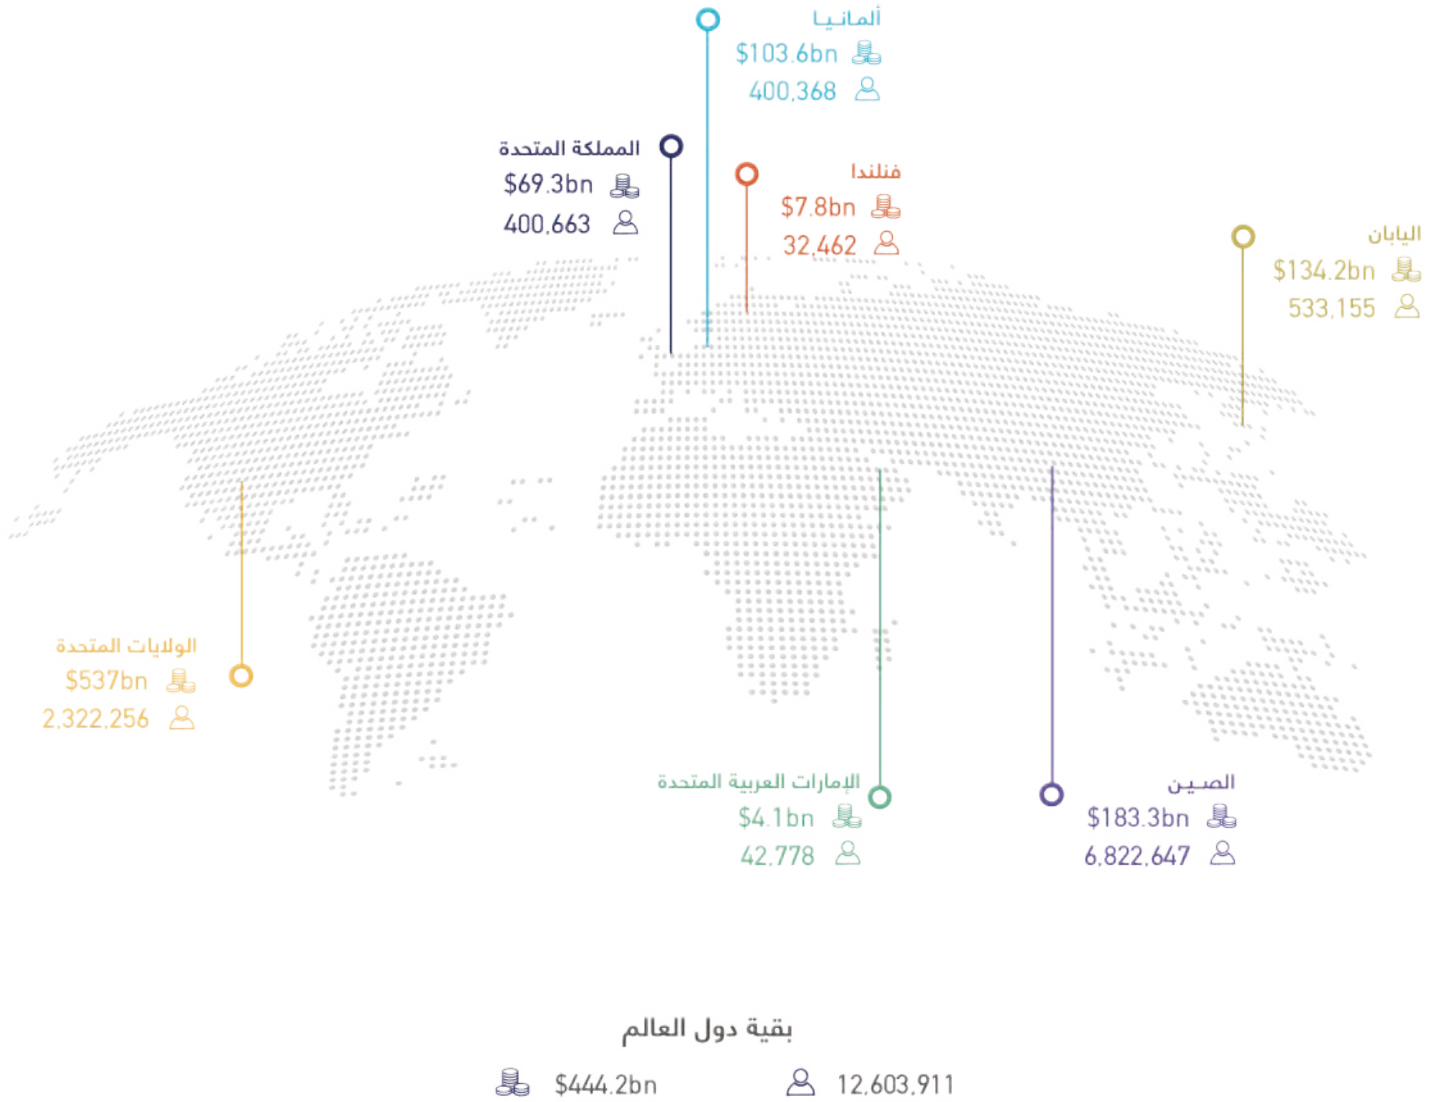 ألمانيا
$103.6bn
400,368
المملكة المتحدة
$69.3bn
400,663
فنلندا
$7.8bn
32,462
اليابان
$134.2bn
533,155
الولايات المتحدة
$537bn
2,322,256
الإمارات العربية المتحدة
$4.1bn
42,778
الصين
$183.3bn
6,822,647
بقية دول العالم
$444.2bn 12,603,911